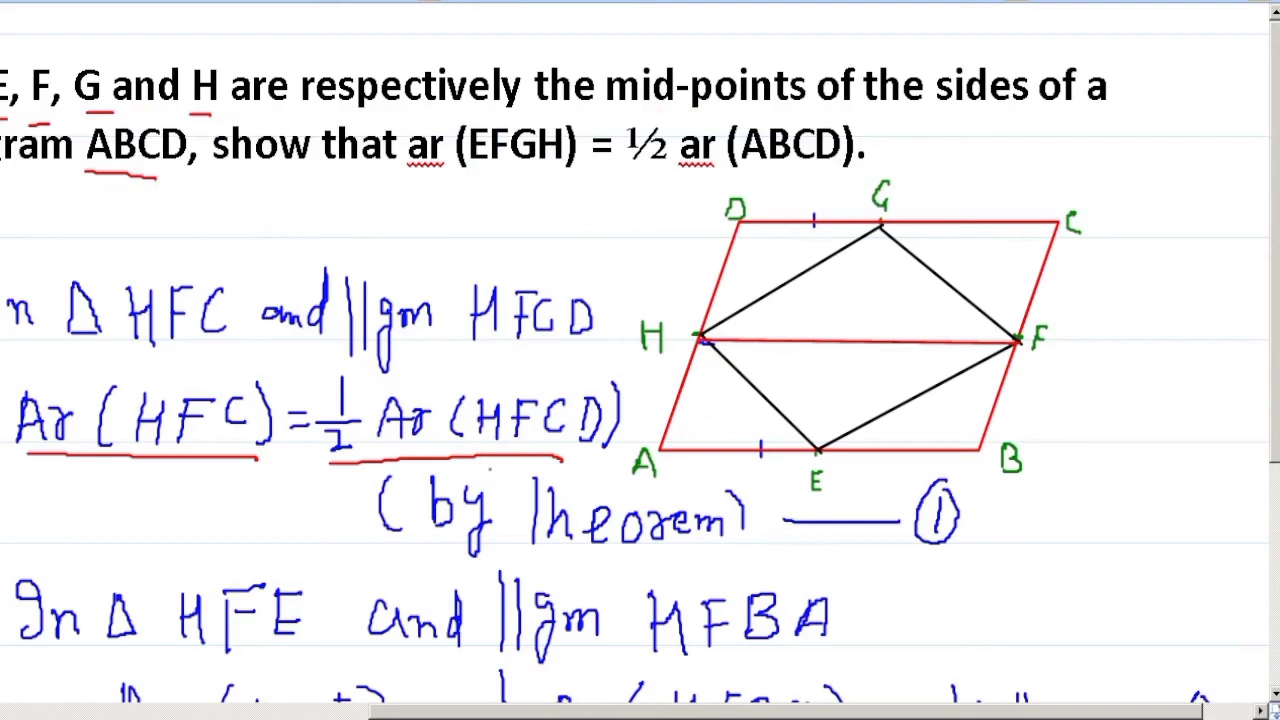 E, F, G and H are respectively the mid-points of the sides of a
gram ABCD, show that ar (EFGH) = ½ ar (ABCD).
D G C
n Δ HFC and ||gm HFCD
H F
Ar (HFC) = 1/2 Ar (HFCD)
A E B
(by Theorem) ① 
In Δ HFE and ||gm HFBA